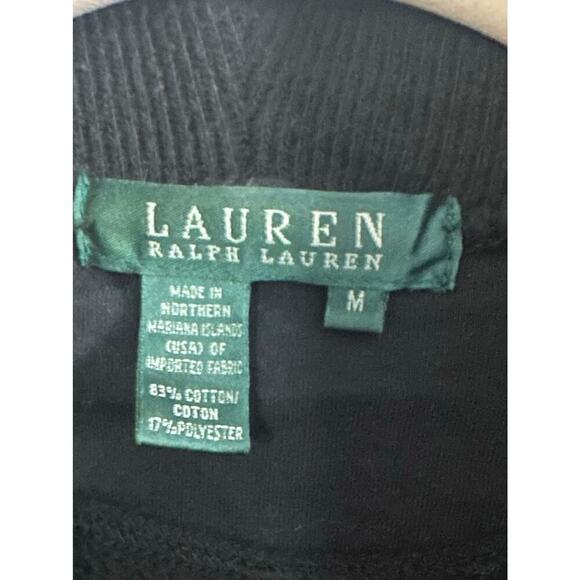 LAUREN
RALPH LAUREN
M
MADE IN
NORTHERN
MARIANA ISLANDS
(USA) OF
IMPORTED FABRIC
83% COTTON/
COTON
17% POLYESTER